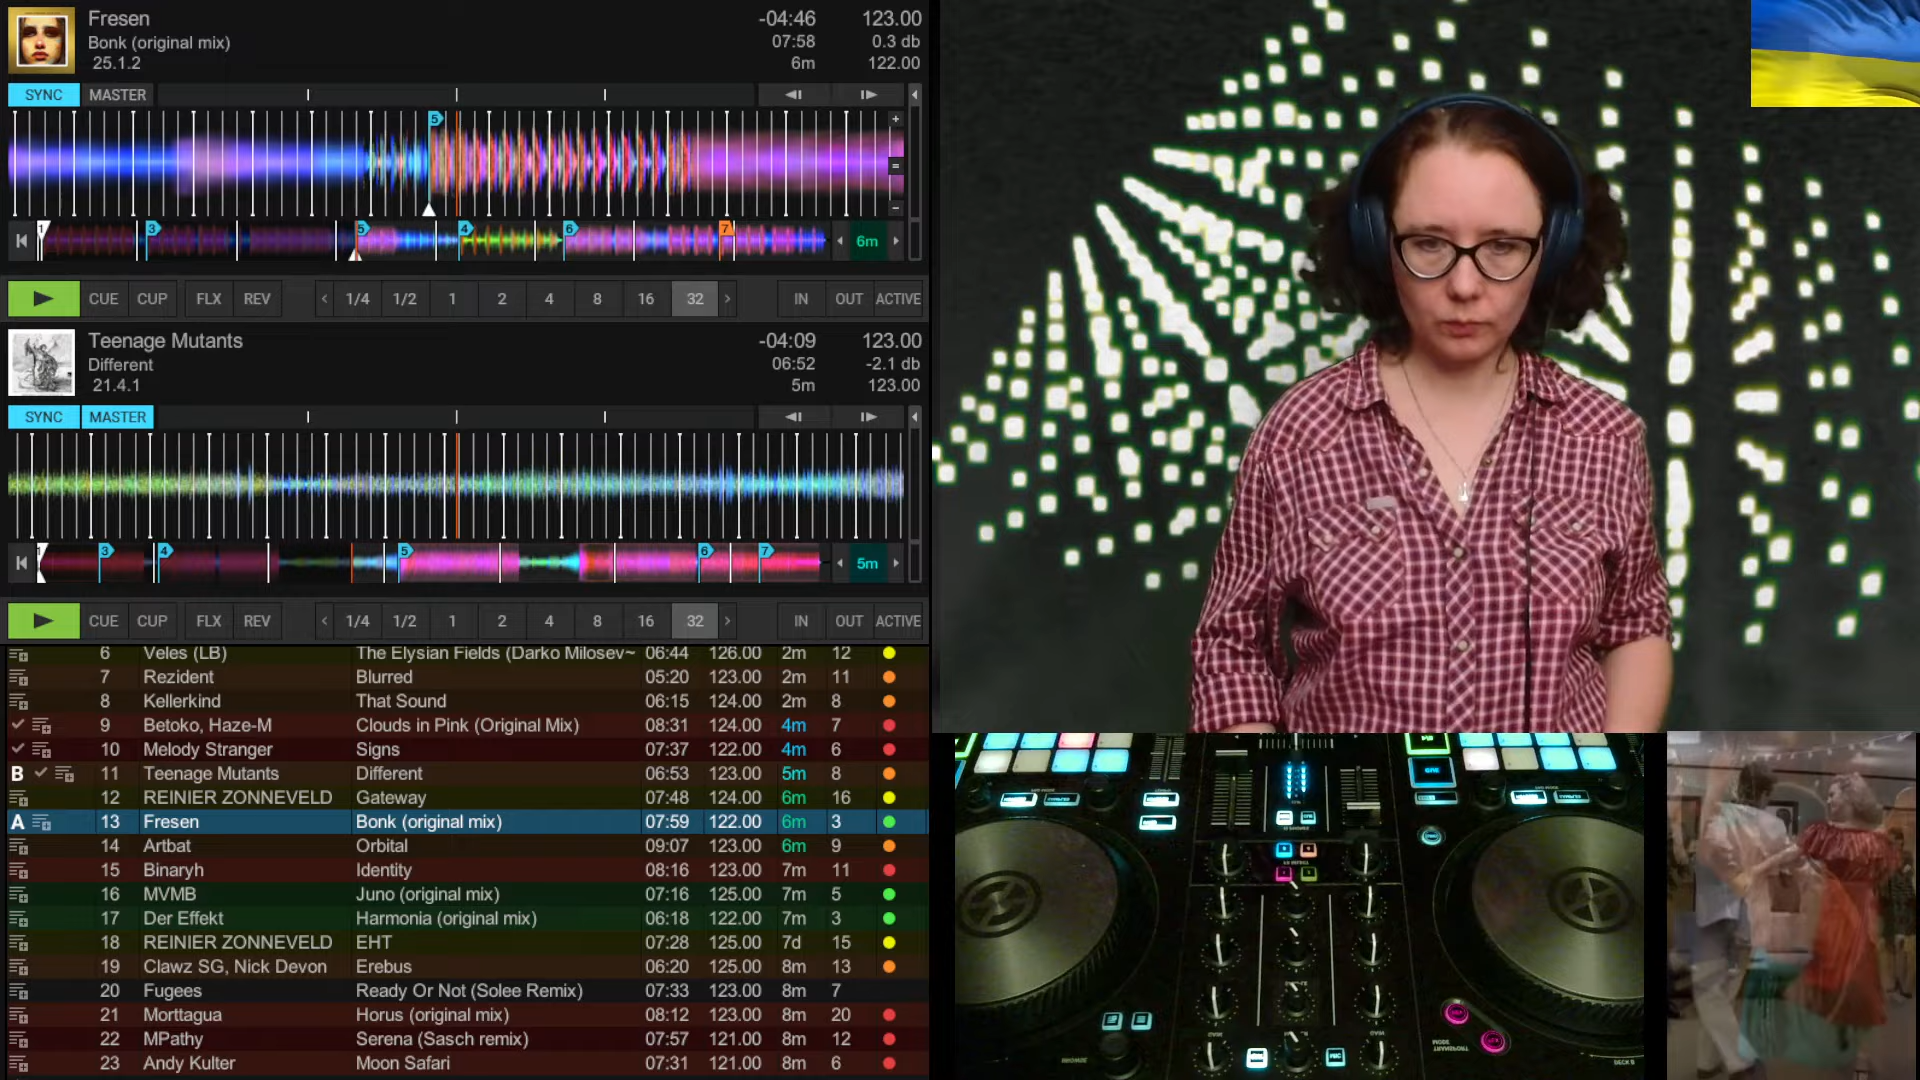 Fresen -04:46 123.00
Bonk (original mix) 07:58 0.3 db
25.1.2 6m 122.00
SYNC MASTER
5
1 3 5 4 6 7 6m
CUE CUP FLX REV 1/4 1/2 1 2 4 8 16 32 IN OUT ACTIVE
Teenage Mutants -04:09 123.00
Different 06:52 -2.1 db
21.4.1 5m 123.00
SYNC MASTER
1 3 4 5 6 7 5m
CUE CUP FLX REV 1/4 1/2 1 2 4 8 16 32 IN OUT ACTIVE
6 Veles (LB) The Elysian Fields (Darko Milosev~ 06:44 126.00 2m 12
7 Rezident Blurred 05:20 123.00 2m 11
8 Kellerkind That Sound 06:15 124.00 2m 8
9 Betoko, Haze-M Clouds in Pink (Original Mix) 08:31 124.00 4m 7
10 Melody Stranger Signs 07:37 122.00 4m 6
B 11 Teenage Mutants Different 06:53 123.00 5m 8
12 REINIER ZONNEVELD Gateway 07:48 124.00 6m 16
A 13 Fresen Bonk (original mix) 07:59 122.00 6m 3
14 Artbat Orbital 09:07 123.00 6m 9
15 Binaryh Identity 08:16 123.00 7m 11
16 MVMB Juno (original mix) 07:16 125.00 7m 5
17 Der Effekt Harmonia (original mix) 06:18 122.00 7m 3
18 REINIER ZONNEVELD EHT 07:28 125.00 7d 15
19 Clawz SG, Nick Devon Erebus 06:20 125.00 8m 13
20 Fugees Ready Or Not (Solee Remix) 07:33 123.00 8m 7
21 Morttagua Horus (original mix) 08:12 123.00 8m 20
22 MPathy Serena (Sasch remix) 07:57 121.00 8m 12
23 Andy Kulter Moon Safari 07:31 121.00 8m 6